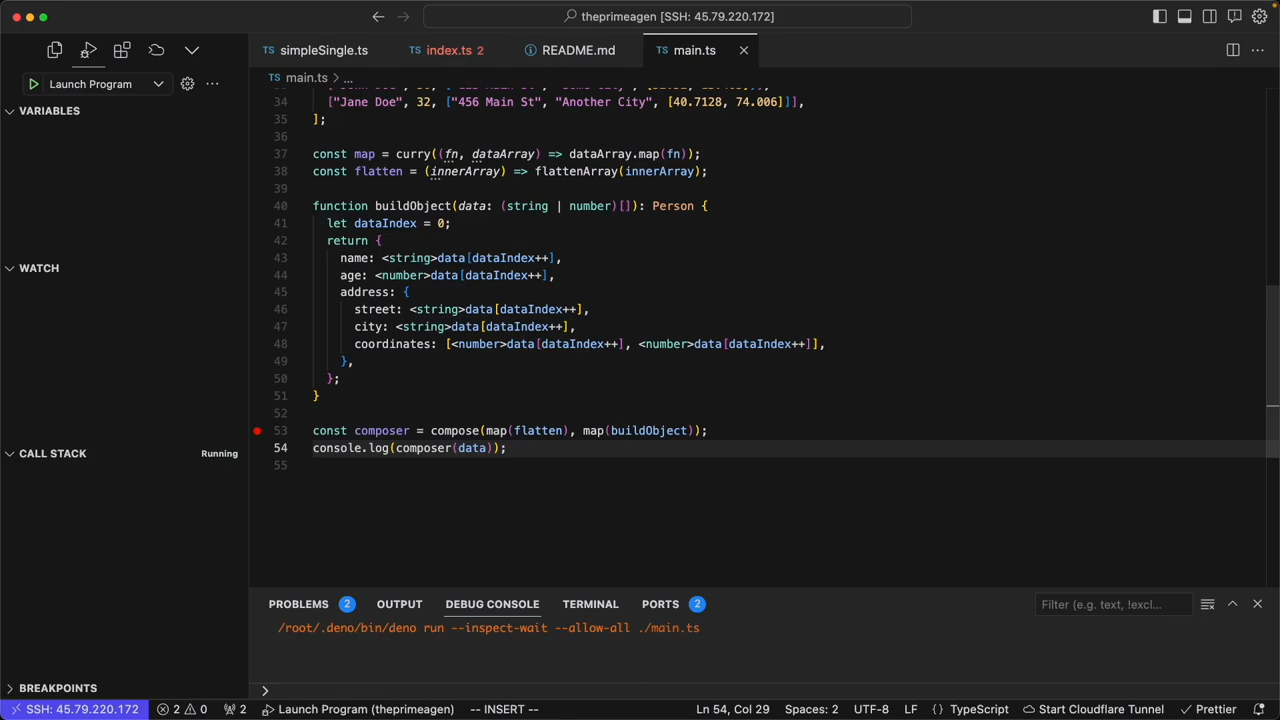 theprimeagen [SSH: 45.79.220.172]
TS simpleSingle.ts TS index.ts 2 README.md TS main.ts
Launch Program
TS main.ts > ...
VARIABLES
WATCH
CALL STACK Running
BREAKPOINTS
34 ["Jane Doe", 32, ["456 Main St", "Another City", [40.7128, 74.006]]],
35 ];
36
37 const map = curry((fn, dataArray) => dataArray.map(fn));
38 const flatten = (innerArray) => flattenArray(innerArray);
39
40 function buildObject(data: (string | number)[]): Person {
41 let dataIndex = 0;
42 return {
43 name: <string>data[dataIndex++],
44 age: <number>data[dataIndex++],
45 address: {
46 street: <string>data[dataIndex++],
47 city: <string>data[dataIndex++],
48 coordinates: [<number>data[dataIndex++], <number>data[dataIndex++]],
49 },
50 };
51 }
52
53 const composer = compose(map(flatten), map(buildObject));
54 console.log(composer(data));
55
PROBLEMS 2 OUTPUT DEBUG CONSOLE TERMINAL PORTS 2 Filter (e.g. text, !excl...
/root/.deno/bin/deno run --inspect-wait --allow-all ./main.ts
>
SSH: 45.79.220.172 2 0 2 Launch Program (theprimeagen) -- INSERT -- Ln 54, Col 29 Spaces: 2 UTF-8 LF {} TypeScript Start Cloudflare Tunnel Prettier